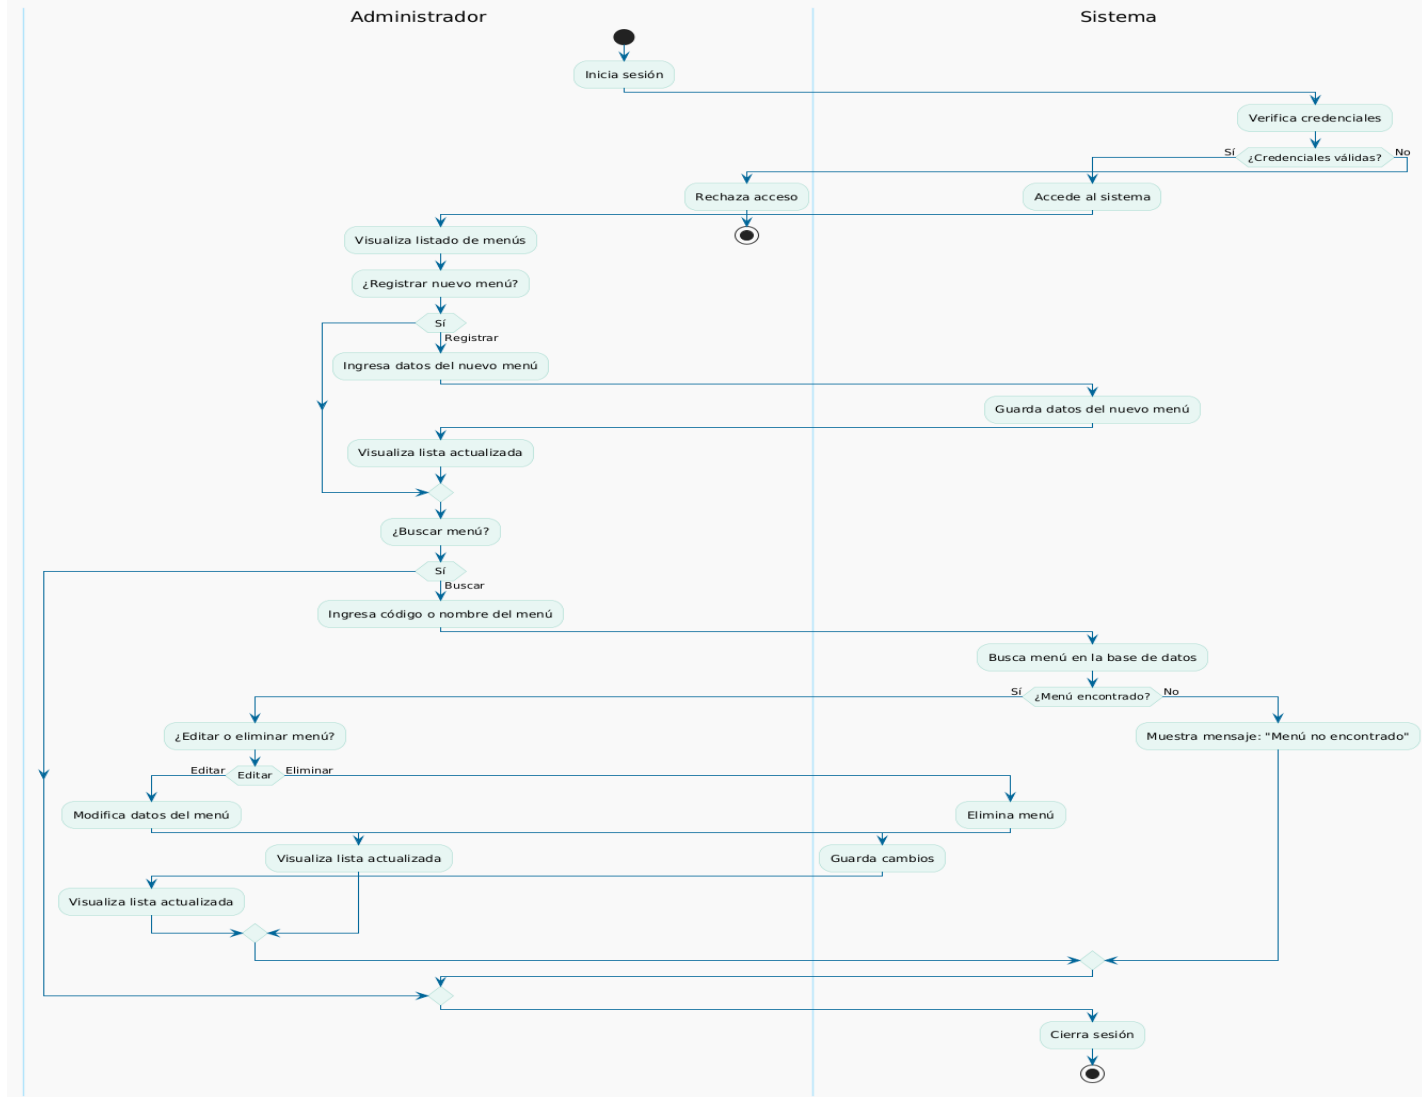 Administrador
Sistema
Inicia sesión
Verifica credenciales
Sí
¿Credenciales válidas?
No
Rechaza acceso
Accede al sistema
Visualiza listado de menús
¿Registrar nuevo menú?
Sí
Registrar
Ingresa datos del nuevo menú
Guarda datos del nuevo menú
Visualiza lista actualizada
¿Buscar menú?
Sí
Buscar
Ingresa código o nombre del menú
Busca menú en la base de datos
Sí
¿Menú encontrado?
No
¿Editar o eliminar menú?
Muestra mensaje: "Menú no encontrado"
Editar
Editar
Eliminar
Modifica datos del menú
Elimina menú
Visualiza lista actualizada
Guarda cambios
Visualiza lista actualizada
Cierra sesión